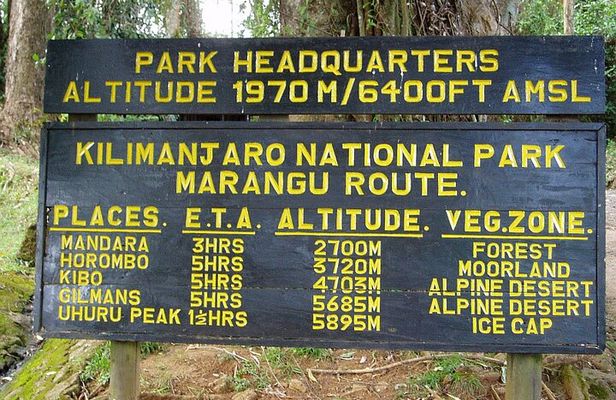 PARK HEADQUARTERS
ALTITUDE 1970 M/6400FT AMSL
KILIMANJARO NATIONAL PARK
MARANGU ROUTE.
PLACES. E.T.A. ALTITUDE. VEG.ZONE.
MANDARA 3HRS 2700M FOREST
HOROMBO 5HRS 3720M MOORLAND
KIBO 5HRS 4703M ALPINE DESERT
GILMANS 5HRS 5685M ALPINE DESERT
UHURU PEAK 1½HRS 5895M ICE CAP